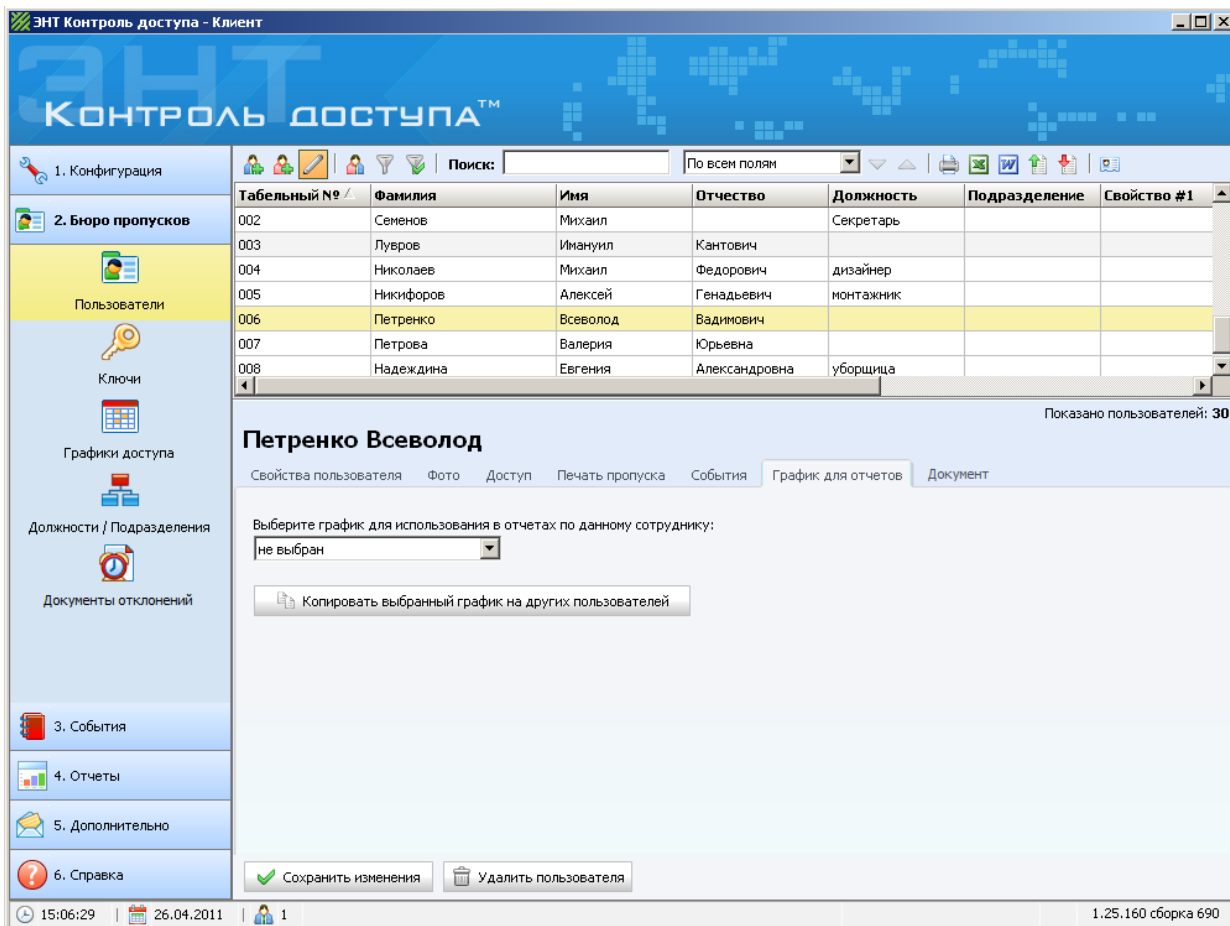 ЭНТ Контроль доступа - Клиент
ЭНТ
Контроль доступа™
1. Конфигурация
2. Бюро пропусков
Пользователи
Ключи
Графики доступа
Должности / Подразделения
Документы отклонений
3. События
4. Отчеты
5. Дополнительно
6. Справка
Поиск: По всем полям
Табельный № Фамилия Имя Отчество Должность Подразделение Свойство #1
002 Семенов Михаил Секретарь
003 Лувров Имануил Кантович
004 Николаев Михаил Федорович дизайнер
005 Никифоров Алексей Генадьевич монтажник
006 Петренко Всеволод Вадимович
007 Петрова Валерия Юрьевна
008 Надеждина Евгения Александровна уборщица
Показано пользователей: 30
Петренко Всеволод
Свойства пользователя Фото Доступ Печать пропуска События График для отчетов Документ
Выберите график для использования в отчетах по данному сотруднику:
не выбран
Копировать выбранный график на других пользователей
Сохранить изменения Удалить пользователя
15:06:29 | 26.04.2011 | 1 1.25.160 сборка 690